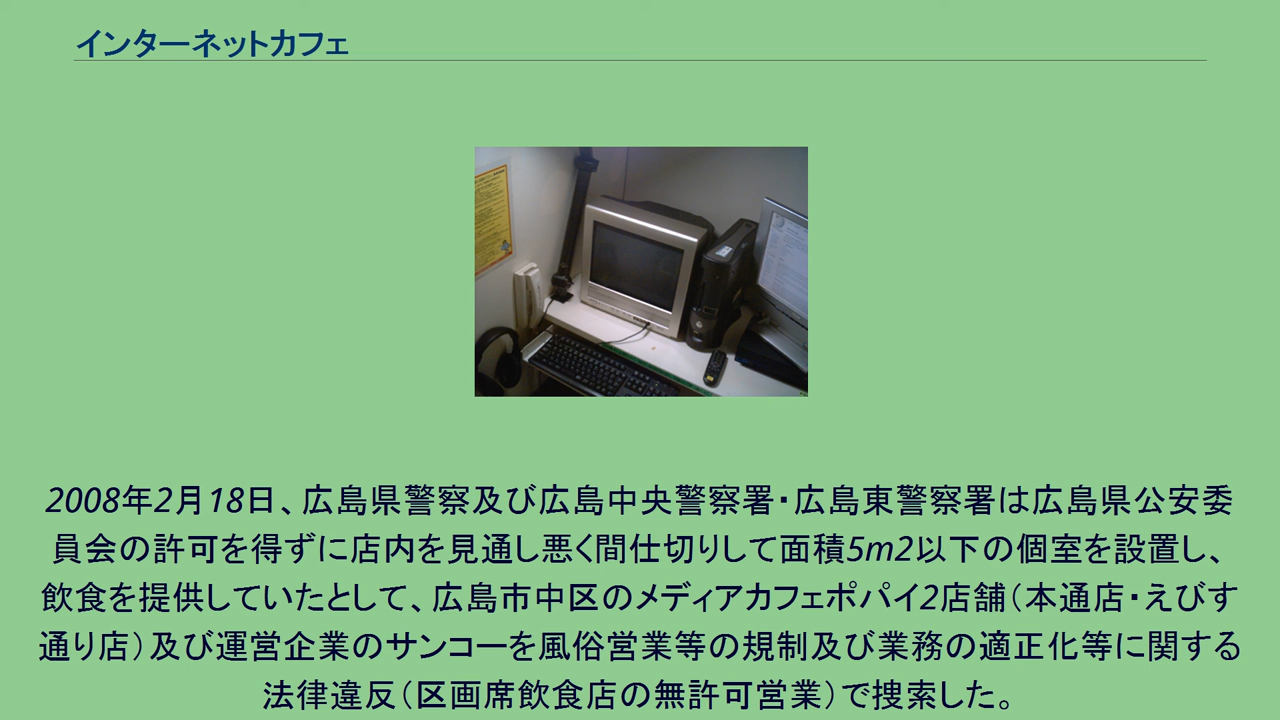 インターネットカフェ
2008年2月18日、広島県警察及び広島中央警察署・広島東警察署は広島県公安委
員会の許可を得ずに店内を見通し悪く間仕切りして面積5m2以下の個室を設置し、
飲食を提供していたとして、広島市中区のメディアカフェポパイ2店舗（本通店・えびす
通り店）及び運営企業のサンコーを風俗営業等の規制及び業務の適正化等に関する
法律違反（区画席飲食店の無許可営業）で捜索した。